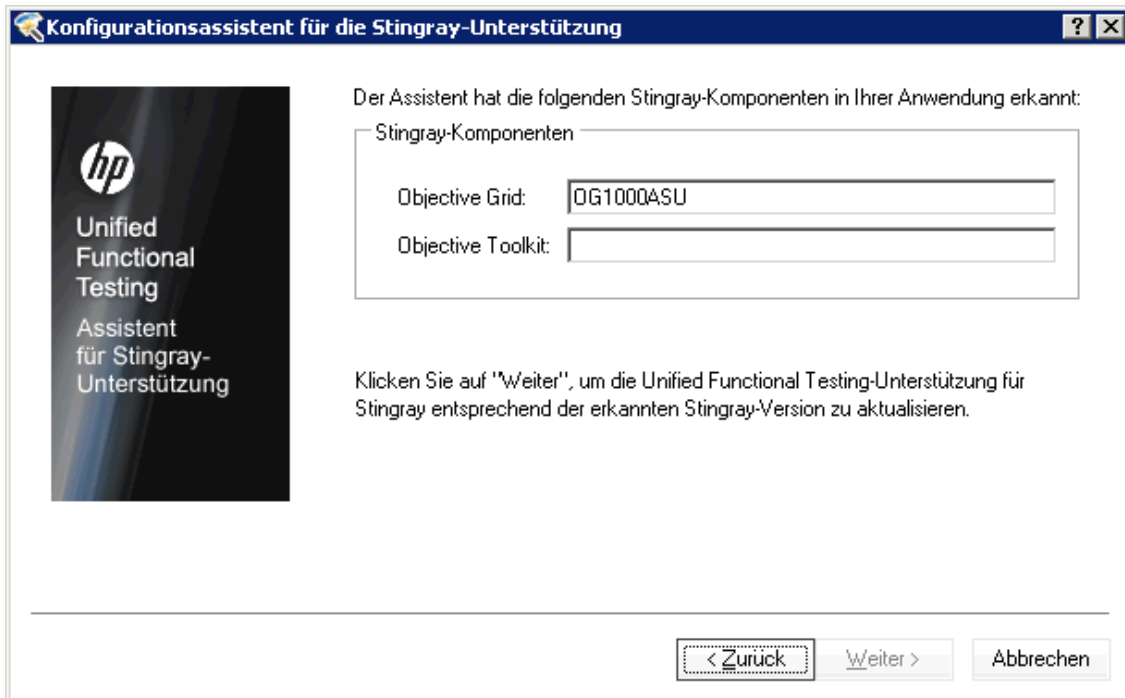 Konfigurationsassistent für die Stingray-Unterstützung
hp
Unified
Functional
Testing
Assistent
für Stingray-
Unterstützung
Der Assistent hat die folgenden Stingray-Komponenten in Ihrer Anwendung erkannt:
Stingray-Komponenten
Objective Grid: OG1000ASU
Objective Toolkit:
Klicken Sie auf "Weiter", um die Unified Functional Testing-Unterstützung für
Stingray entsprechend der erkannten Stingray-Version zu aktualisieren.
< Zurück Weiter > Abbrechen